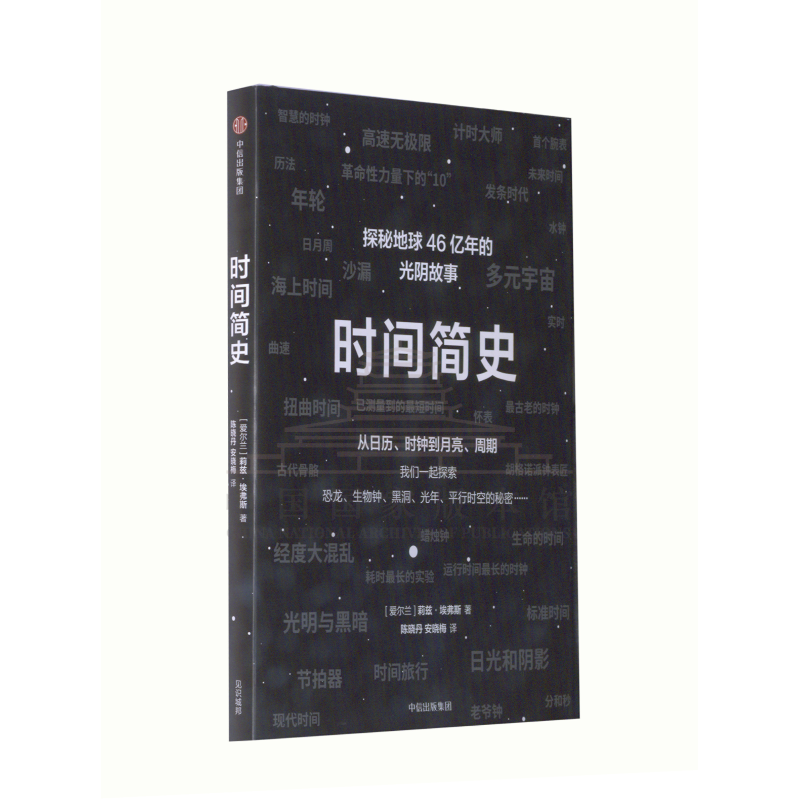 中信出版集团
时间简史
[爱尔兰]莉兹·埃弗斯 著
陈晓丹 安晓梅 译
见识城邦
智慧的时钟
高速无极限
计时大师
首个腕表
历法
革命性力量下的“10”
未来时间
年轮
发条时代
水钟
日月周
探秘地球 46 亿年的
光阴故事
沙漏
多元宇宙
海上时间
实时
时间简史
曲速
扭曲时间
已测量到的最短时间
怀表
最古老的时钟
从日历、时钟到月亮、周期
古代骨骼
我们一起探索
胡格诺派钟表匠
恐龙、生物钟、黑洞、光年、平行时空的秘密……
蜡烛钟
生命的时间
经度大混乱
耗时最长的实验
运行时间最长的时钟
[爱尔兰]莉兹·埃弗斯 著
标准时间
光明与黑暗
陈晓丹 安晓梅 译
日光和阴影
节拍器
时间旅行
分和秒
现代时间
中信出版集团
老爷钟